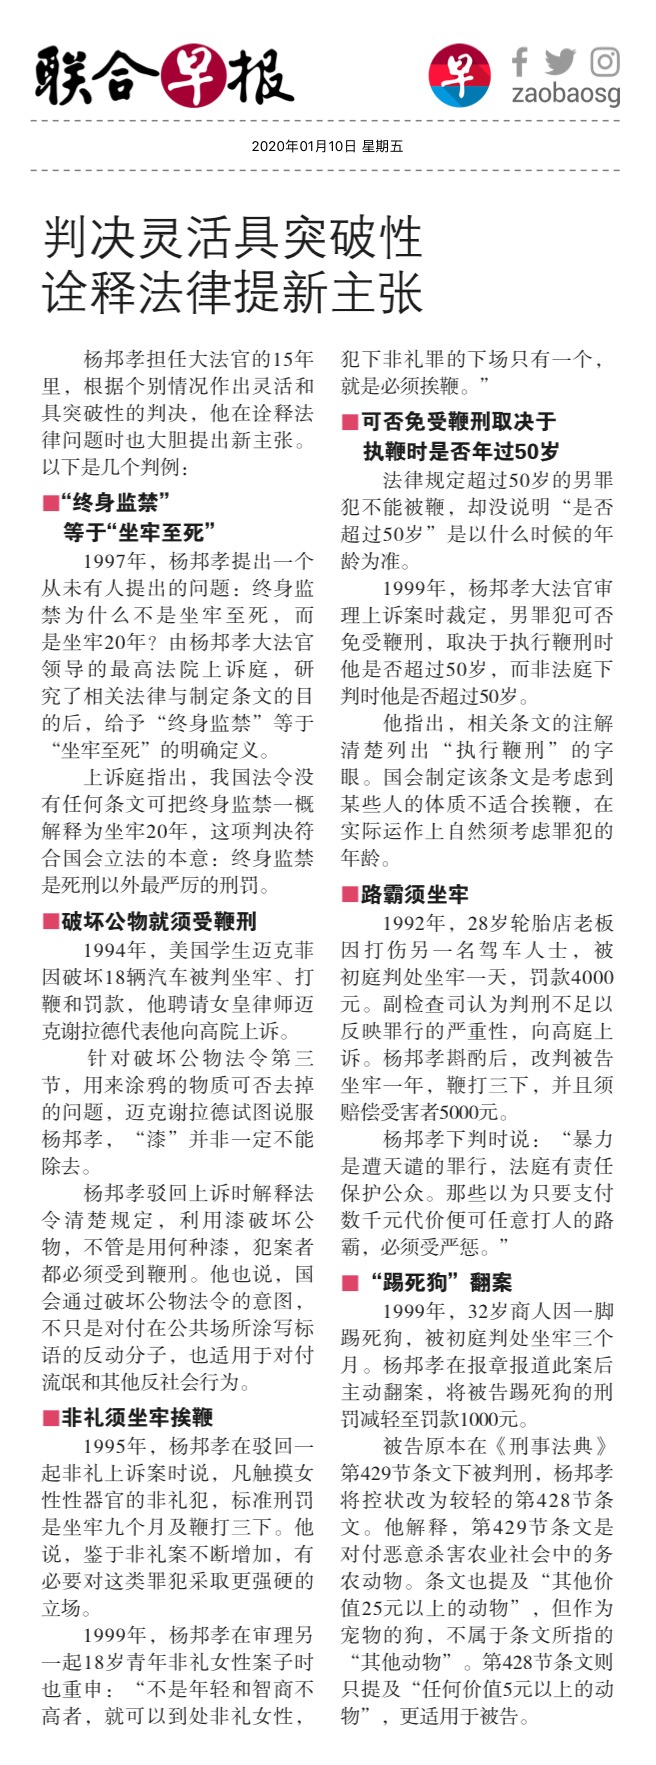 联合早报
早
zaobaosg
2020年01月10日 星期五
判决灵活具突破性
诠释法律提新主张
杨邦孝担任大法官的15年
里，根据个别情况作出灵活和
具突破性的判决，他在诠释法
律问题时也大胆提出新主张。
以下是几个判例：
■“终身监禁”
等于“坐牢至死”
1997年，杨邦孝提出一个
从未有人提出的问题：终身监
禁为什么不是坐牢至死，而
是坐牢20年？由杨邦孝大法官
领导的最高法院上诉庭，研
究了相关法律与制定条文的目
的后，给予“终身监禁”等于
“坐牢至死”的明确定义。
上诉庭指出，我国法令没
有任何条文可把终身监禁一概
解释为坐牢20年，这项判决符
合国会立法的本意：终身监禁
是死刑以外最严厉的刑罚。
■破坏公物就须受鞭刑
1994年，美国学生迈克菲
因破坏18辆汽车被判坐牢、打
鞭和罚款，他聘请女皇律师迈
克谢拉德代表他向高院上诉。
针对破坏公物法令第三
节，用来涂鸦的物质可否去掉
的问题，迈克谢拉德试图说服
杨邦孝，“漆”并非一定不能
除去。
杨邦孝驳回上诉时解释法
令清楚规定，利用漆破坏公
物，不管是用何种漆，犯案者
都必须受到鞭刑。他也说，国
会通过破坏公物法令的意图，
不只是对付在公共场所涂写标
语的反动分子，也适用于对付
流氓和其他反社会行为。
■非礼须坐牢挨鞭
1995年，杨邦孝在驳回一
起非礼上诉案时说，凡触摸女
性性器官的非礼犯，标准刑罚
是坐牢九个月及鞭打三下。他
说，鉴于非礼案不断增加，有
必要对这类罪犯采取更强硬的
立场。
1999年，杨邦孝在审理另
一起18岁青年非礼女性案子时
也重申：“不是年轻和智商不
高者，就可以到处非礼女性，
犯下非礼罪的下场只有一个，
就是必须挨鞭。”
■可否免受鞭刑取决于
执鞭时是否年过50岁
法律规定超过50岁的男罪
犯不能被鞭，却没说明“是否
超过50岁”是以什么时候的年
龄为准。
1999年，杨邦孝大法官审
理上诉案时裁定，男罪犯可否
免受鞭刑，取决于执行鞭刑时
他是否超过50岁，而非法庭下
判时他是否超过50岁。
他指出，相关条文的注解
清楚列出“执行鞭刑”的字
眼。国会制定该条文是考虑到
某些人的体质不适合挨鞭，在
实际运作上自然须考虑罪犯的
年龄。
■路霸须坐牢
1992年，28岁轮胎店老板
因打伤另一名驾车人士，被
初庭判处坐牢一天，罚款4000
元。副检查司认为判刑不足以
反映罪行的严重性，向高庭上
诉。杨邦孝斟酌后，改判被告
坐牢一年，鞭打三下，并且须
赔偿受害者5000元。
杨邦孝下判时说：“暴力
是遭天谴的罪行，法庭有责任
保护公众。那些以为只要支付
数千元代价便可任意打人的路
霸，必须受严惩。”
■“踢死狗”翻案
1999年，32岁商人因一脚
踢死狗，被初庭判处坐牢三个
月。杨邦孝在报章报道此案后
主动翻案，将被告踢死狗的刑
罚减轻至罚款1000元。
被告原本在《刑事法典》
第429节条文下被判刑，杨邦孝
将控状改为较轻的第428节条
文。他解释，第429节条文是
对付恶意杀害农业社会中的务
农动物。条文也提及“其他价
值25元以上的动物”，但作为
宠物的狗，不属于条文所指的
“其他动物”。第428节条文则
只提及“任何价值5元以上的动
物”，更适用于被告。